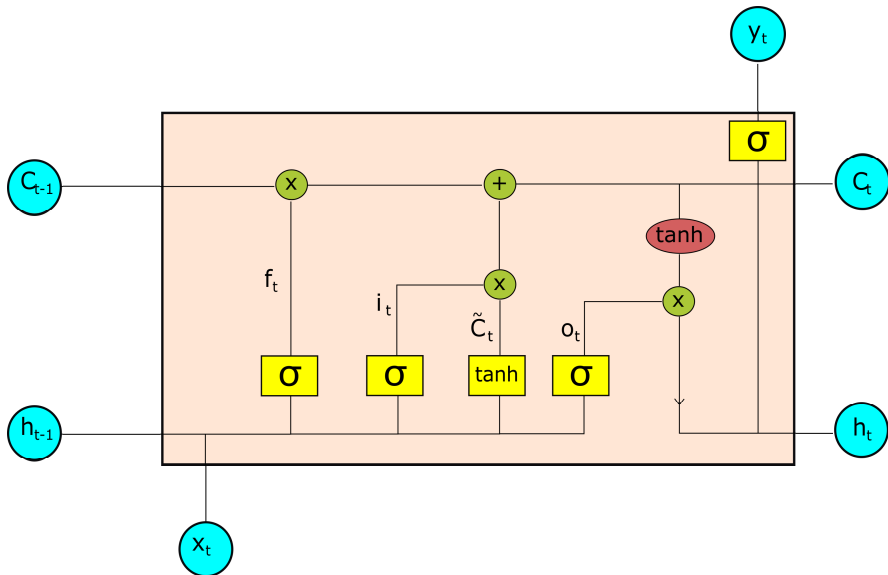 yₜ
σ
Cₜ₋₁
x
+
Cₜ
tanh
fₜ
iₜ
x
x
C̃ₜ
oₜ
σ
σ
tanh
σ
hₜ₋₁
hₜ
xₜ